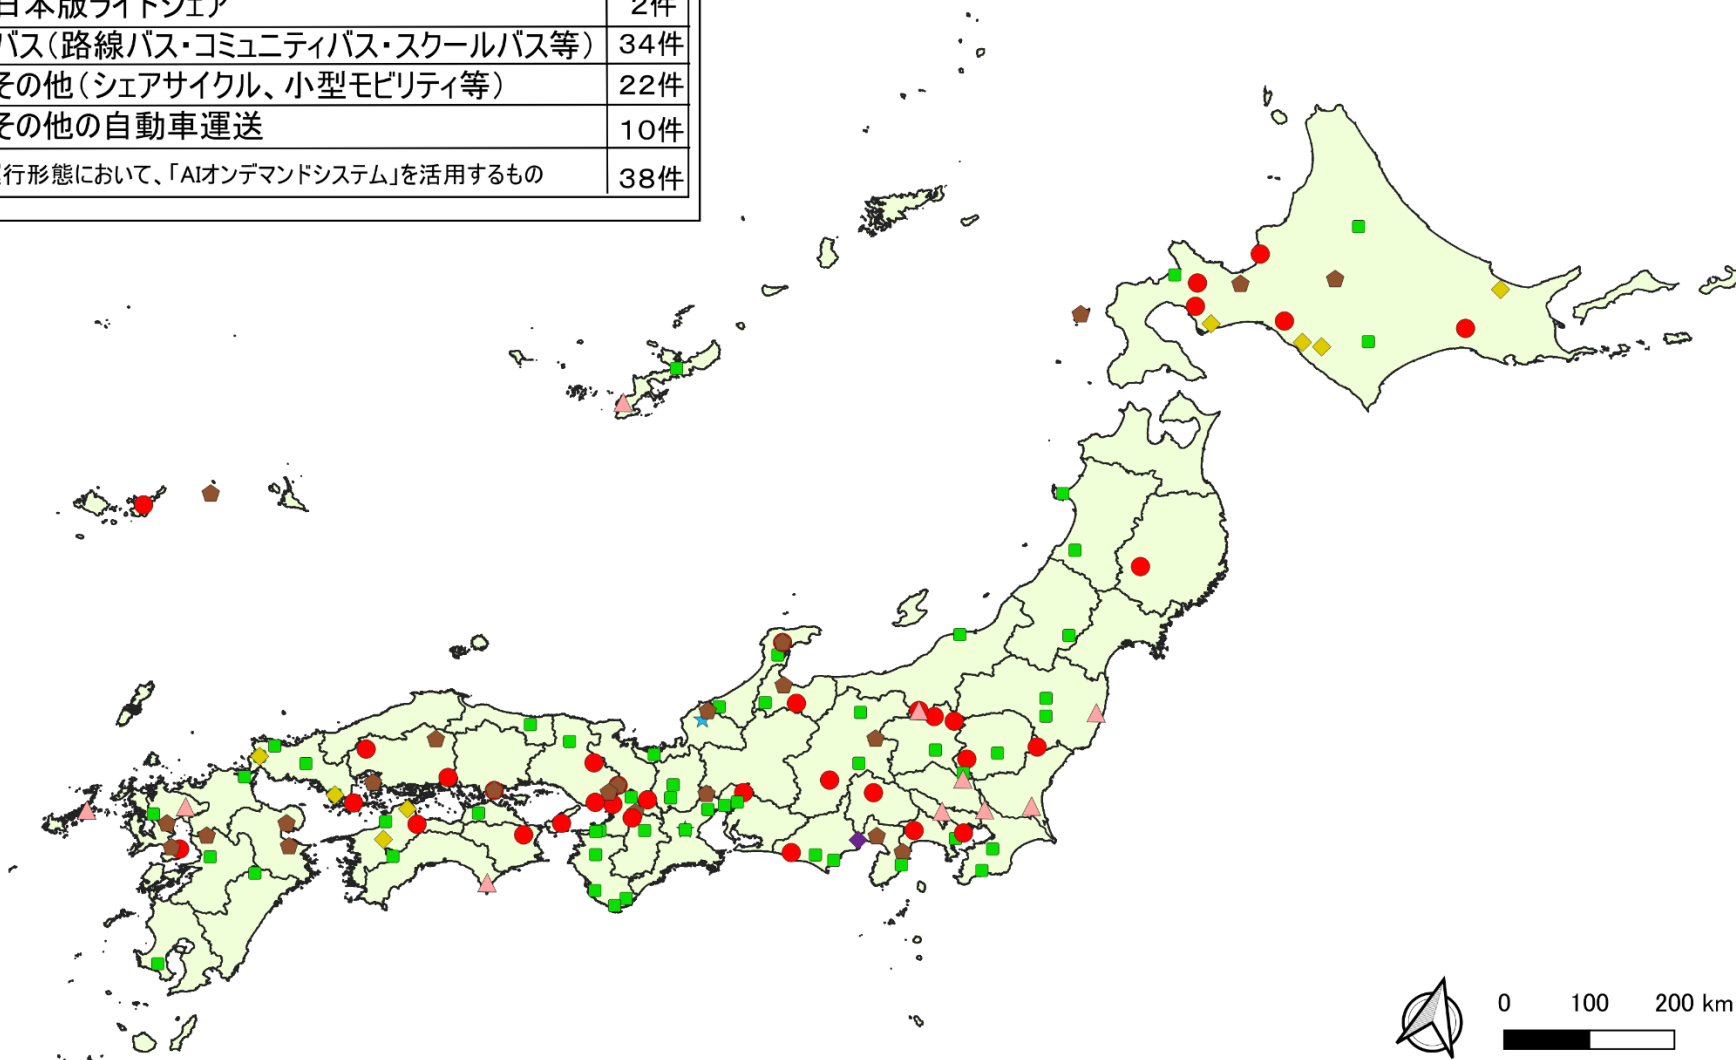 日本版ライドシェア 2件
バス(路線バス・コミュニティバス・スクールバス等) 34件
その他(シェアサイクル、小型モビリティ等) 22件
その他の自動車運送 10件
行形態において、「AIオンデマンドシステム」を活用するもの 38件
0 100 200 km